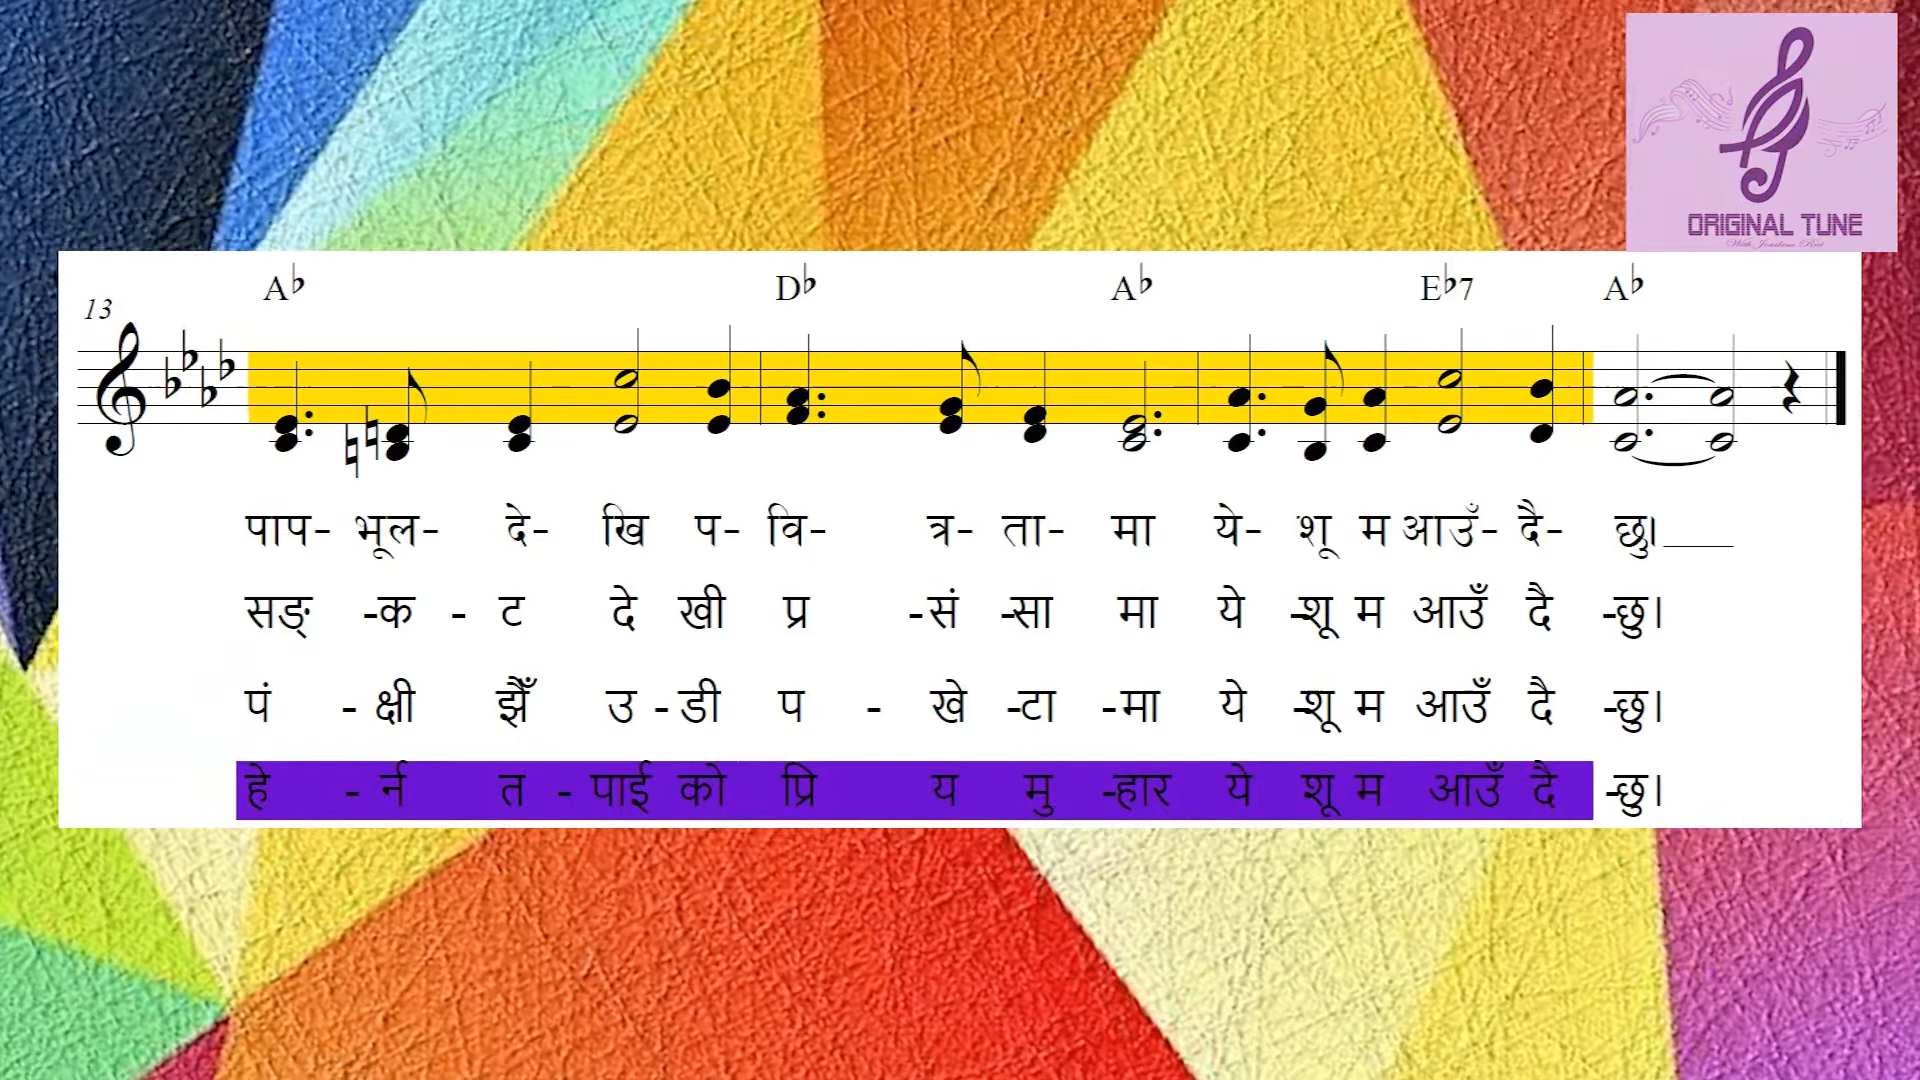 ORIGINAL TUNE
A♭ D♭ A♭ E♭7 A♭
13
पाप- भूल- दे- खि प- वि- त्र- ता- मा ये- शू म आउँ- दै- छु।
सङ् -क - ट दे खी प्र -सं -सा मा ये -शू म आउँ दै -छु।
पं - क्षी झैँ उ - डी प - खे -टा -मा ये -शू म आउँ दै -छु।
हे - र्न त - पाई को प्रि य मु -हार ये शू म आउँ दै -छु।